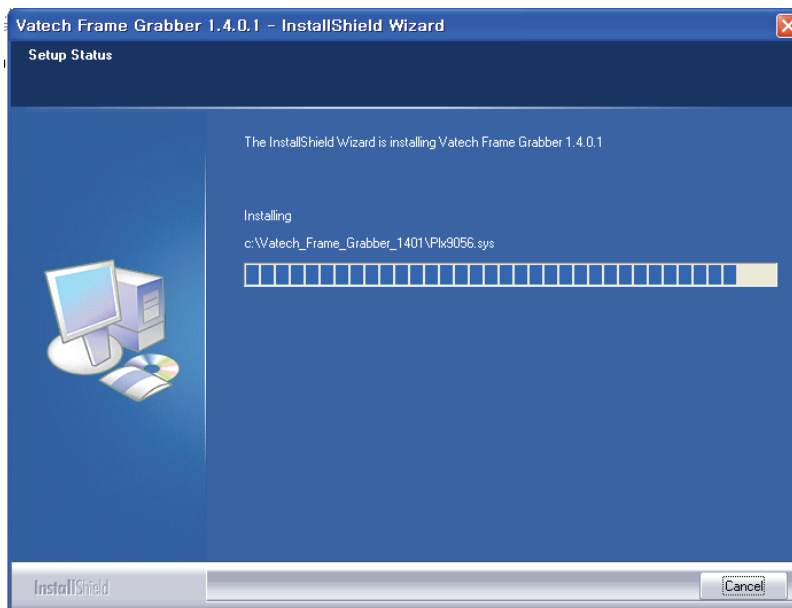 Vatech Frame Grabber 1.4.0.1 - InstallShield Wizard
Setup Status
The InstallShield Wizard is installing Vatech Frame Grabber 1.4.0.1
Installing
c:\Vatech_Frame_Grabber_1401\Plx9056.sys
InstallShield
Cancel